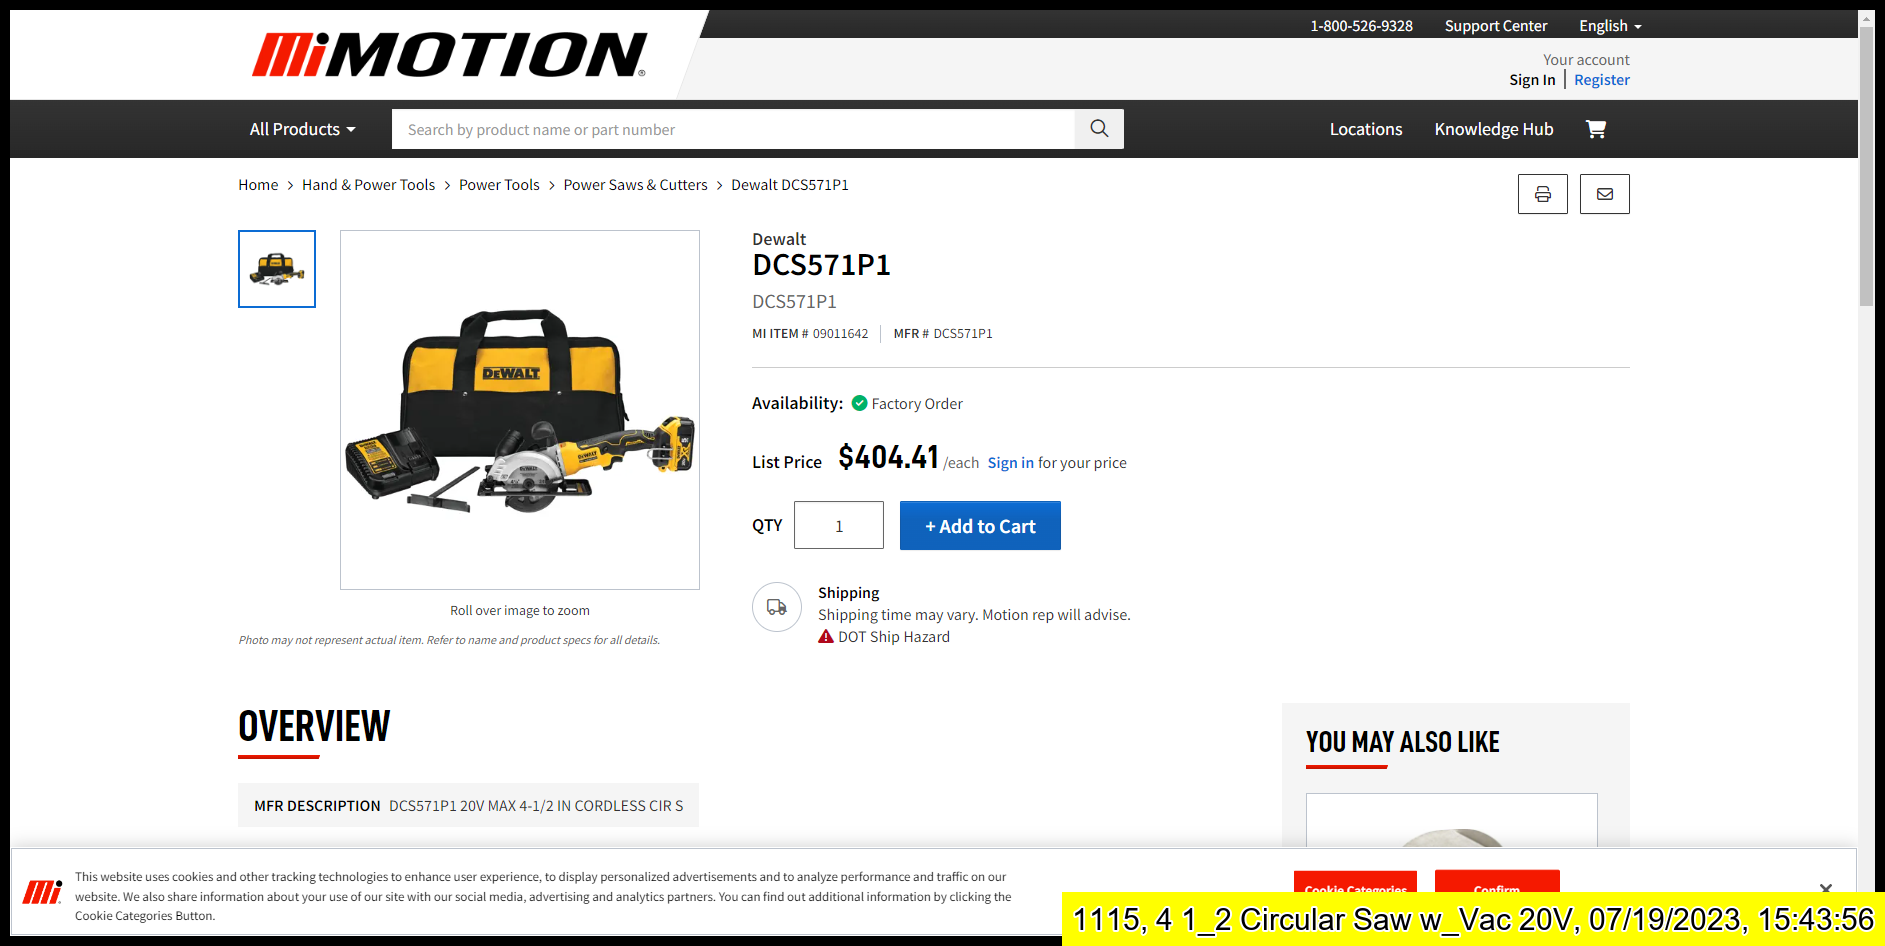 1-800-526-9328 Support Center English
MiMOTION®
Your account
Sign In | Register
All Products Search by product name or part number Locations Knowledge Hub
Home > Hand & Power Tools > Power Tools > Power Saws & Cutters > Dewalt DCS571P1
Dewalt
DCS571P1
DCS571P1
MI ITEM # 09011642 | MFR # DCS571P1
DEWALT
Availability: Factory Order
List Price $404.41 /each Sign in for your price
QTY 1 + Add to Cart
Shipping
Shipping time may vary. Motion rep will advise.
DOT Ship Hazard
Roll over image to zoom
Photo may not represent actual item. Refer to name and product specs for all details.
OVERVIEW
YOU MAY ALSO LIKE
MFR DESCRIPTION DCS571P1 20V MAX 4-1/2 IN CORDLESS CIR S
This website uses cookies and other tracking technologies to enhance user experience, to display personalized advertisements and to analyze performance and traffic on our
website. We also share information about your use of our site with our social media, advertising and analytics partners. You can find out additional information by clicking the
Cookie Categories Button.
Mi
Cookie Categories Confirm
1115, 4 1_2 Circular Saw w_Vac 20V, 07/19/2023, 15:43:56